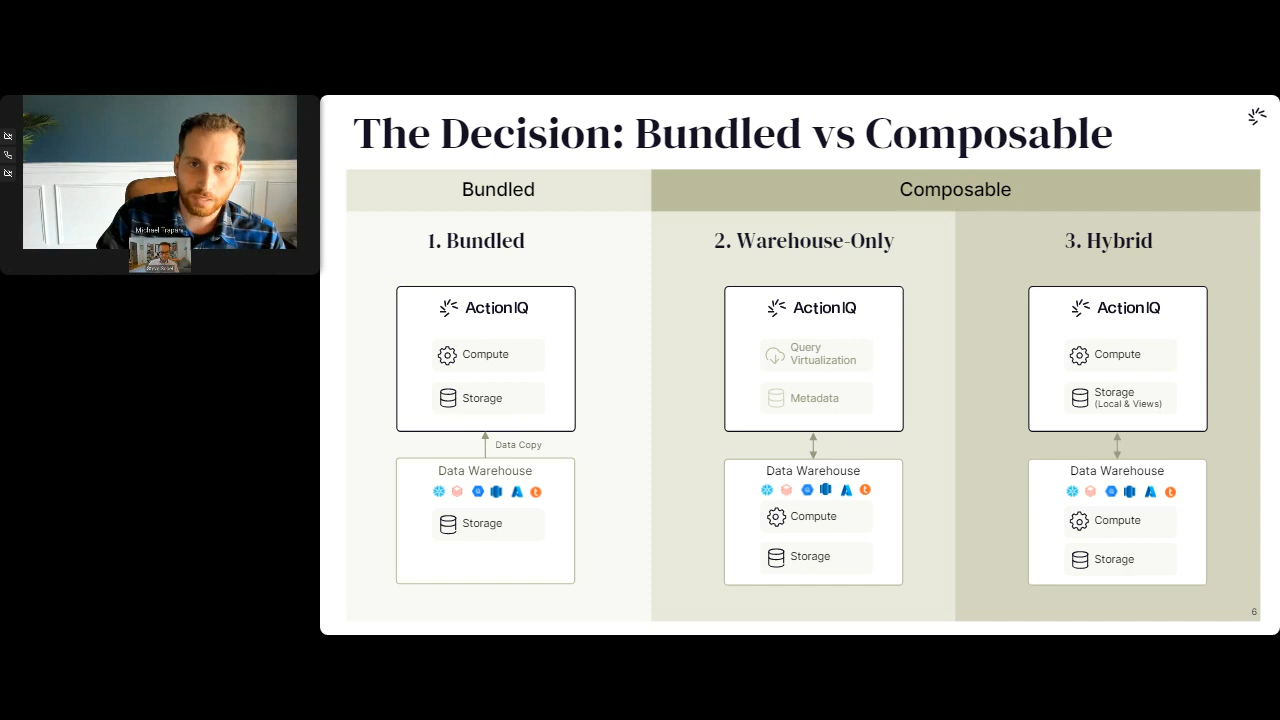 The Decision: Bundled vs Composable
Bundled
Composable
1. Bundled
2. Warehouse-Only
3. Hybrid
ActionIQ
Compute
Storage
Data Copy
Data Warehouse
Storage
ActionIQ
Query
Virtualization
Metadata
Data Warehouse
Compute
Storage
ActionIQ
Compute
Storage
(Local & Views)
Data Warehouse
Compute
Storage
6
Michael Trapani